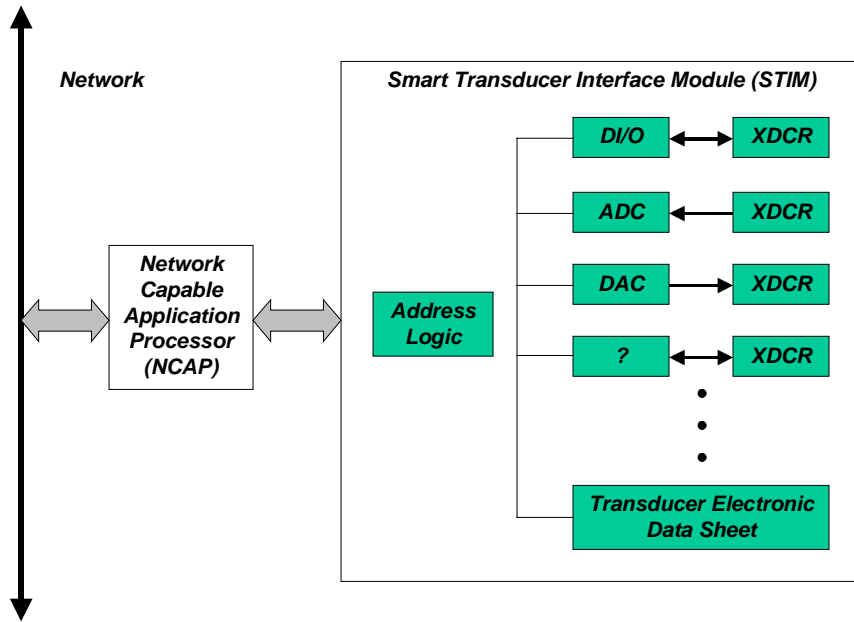 Network
Smart Transducer Interface Module (STIM)
DI/O
XDCR
ADC
XDCR
DAC
XDCR
?
XDCR
Network
Capable
Application
Processor
(NCAP)
Address
Logic
Transducer Electronic
Data Sheet